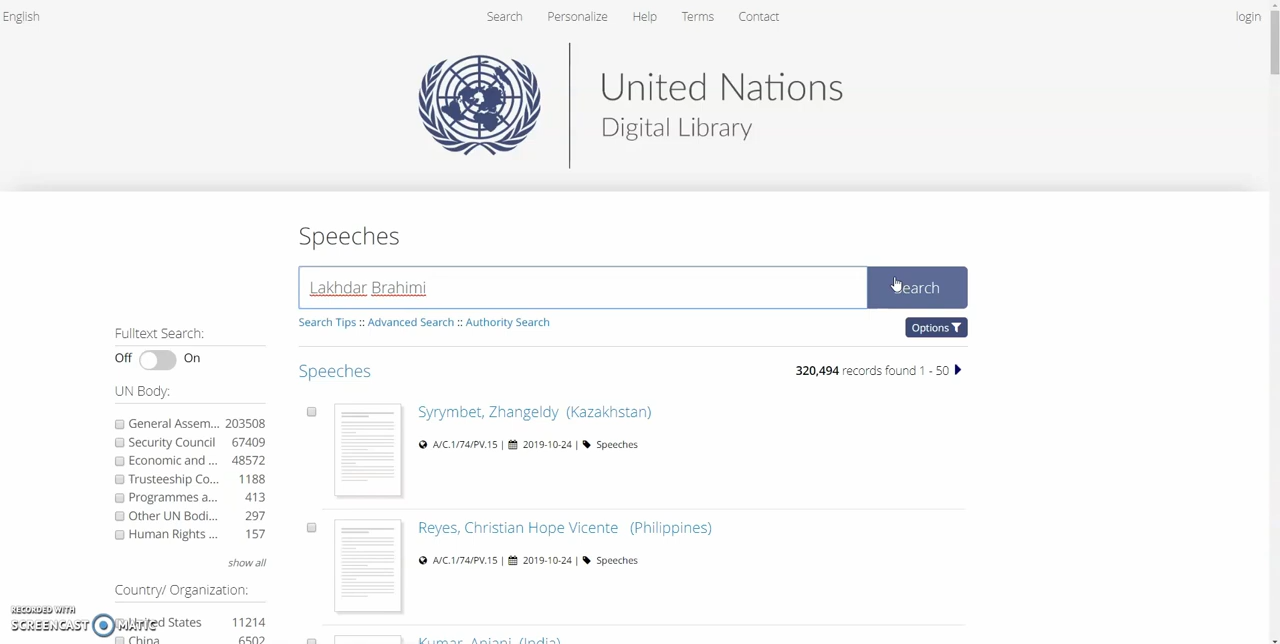 English
Search Personalize Help Terms Contact
login
United Nations
Digital Library
Speeches
Lakhdar Brahimi
Search
Search Tips :: Advanced Search :: Authority Search
Options
Fulltext Search:
Off On
UN Body:
General Assem... 203508
Security Council 67409
Economic and ... 48572
Trusteeship Co... 1188
Programmes a... 413
Other UN Bodi... 297
Human Rights ... 157
show all
Country/ Organization:
United States 11214
China 6502
Speeches
320,494 records found 1 - 50
Syrymbet, Zhangeldy (Kazakhstan)
A/C.1/74/PV.15 | 2019-10-24 | Speeches
Reyes, Christian Hope Vicente (Philippines)
A/C.1/74/PV.15 | 2019-10-24 | Speeches
Kumar, Anjani (India)
RECORDED WITH
SCREENCAST MATIC